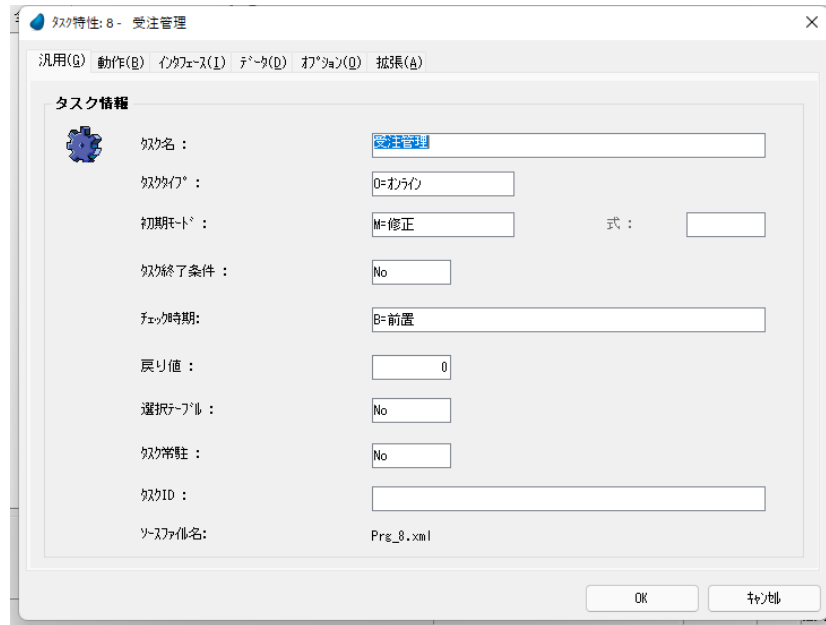 タスク特性: 8 - 受注管理
汎用(G) 動作(B) インタフェース(I) データ(D) オプション(O) 拡張(A)
タスク情報
タスク名 : 受注管理
タスクタイプ : O=オンライン
初期モード : M=修正 式 :
タスク終了条件 : No
チェック時期: B=前置
戻り値 : 0
選択テーブル : No
タスク常駐 : No
タスクID :
ソースファイル名: Prg_8.xml
OK キャンセル